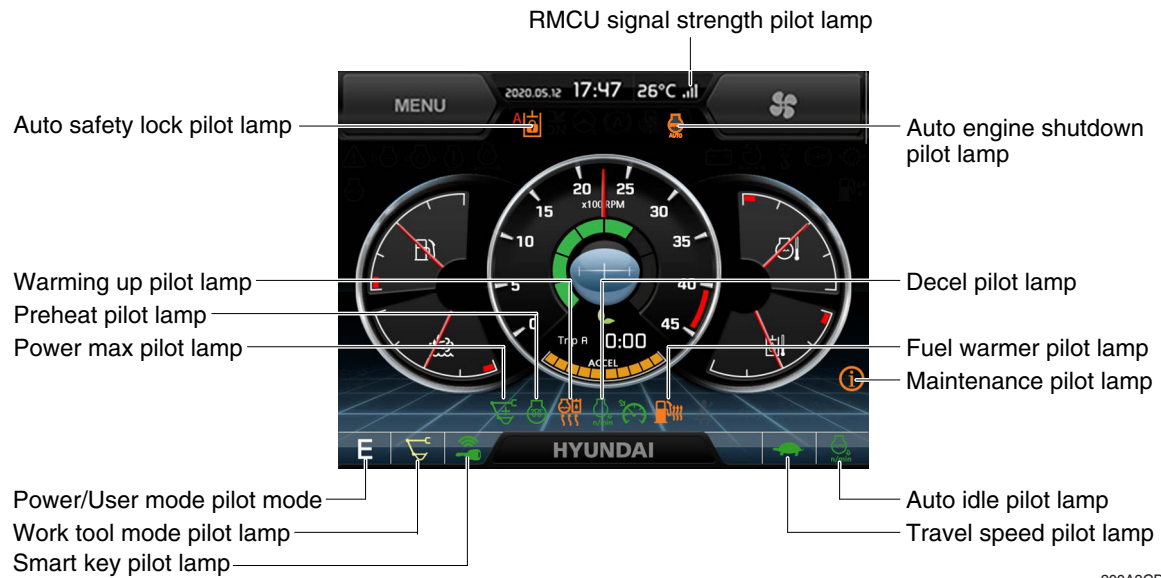 RMCU signal strength pilot lamp
MENU
2020.05.12 17:47 26°C
A
AUTO
Auto safety lock pilot lamp
Auto engine shutdown
pilot lamp
20 25
x100RPM
15 30
10 35
5 40
0 45
Trip A 0:00
ACCEL
Warming up pilot lamp
Preheat pilot lamp
Power max pilot lamp
Decel pilot lamp
Fuel warmer pilot lamp
Maintenance pilot lamp
n/min
E
HYUNDAI
n/min
Power/User mode pilot mode
Work tool mode pilot lamp
Smart key pilot lamp
Auto idle pilot lamp
Travel speed pilot lamp